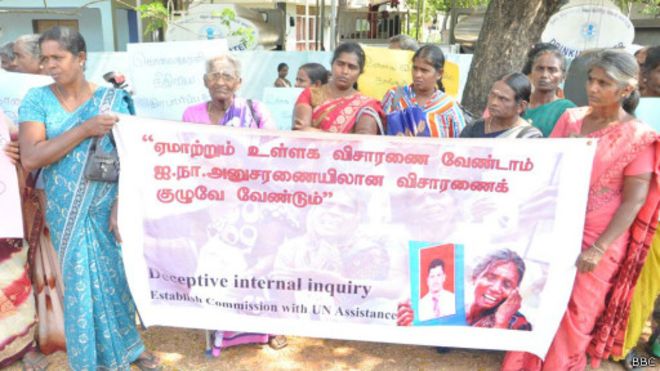 “ஏமாற்றும் உள்ளக விசாரணை வேண்டாம்
ஐ.நா.அனுசரணையிலான விசாரணைக்
குழுவே வேண்டும்”
Deceptive internal inquiry
Establish Commission with UN Assistance
BBC